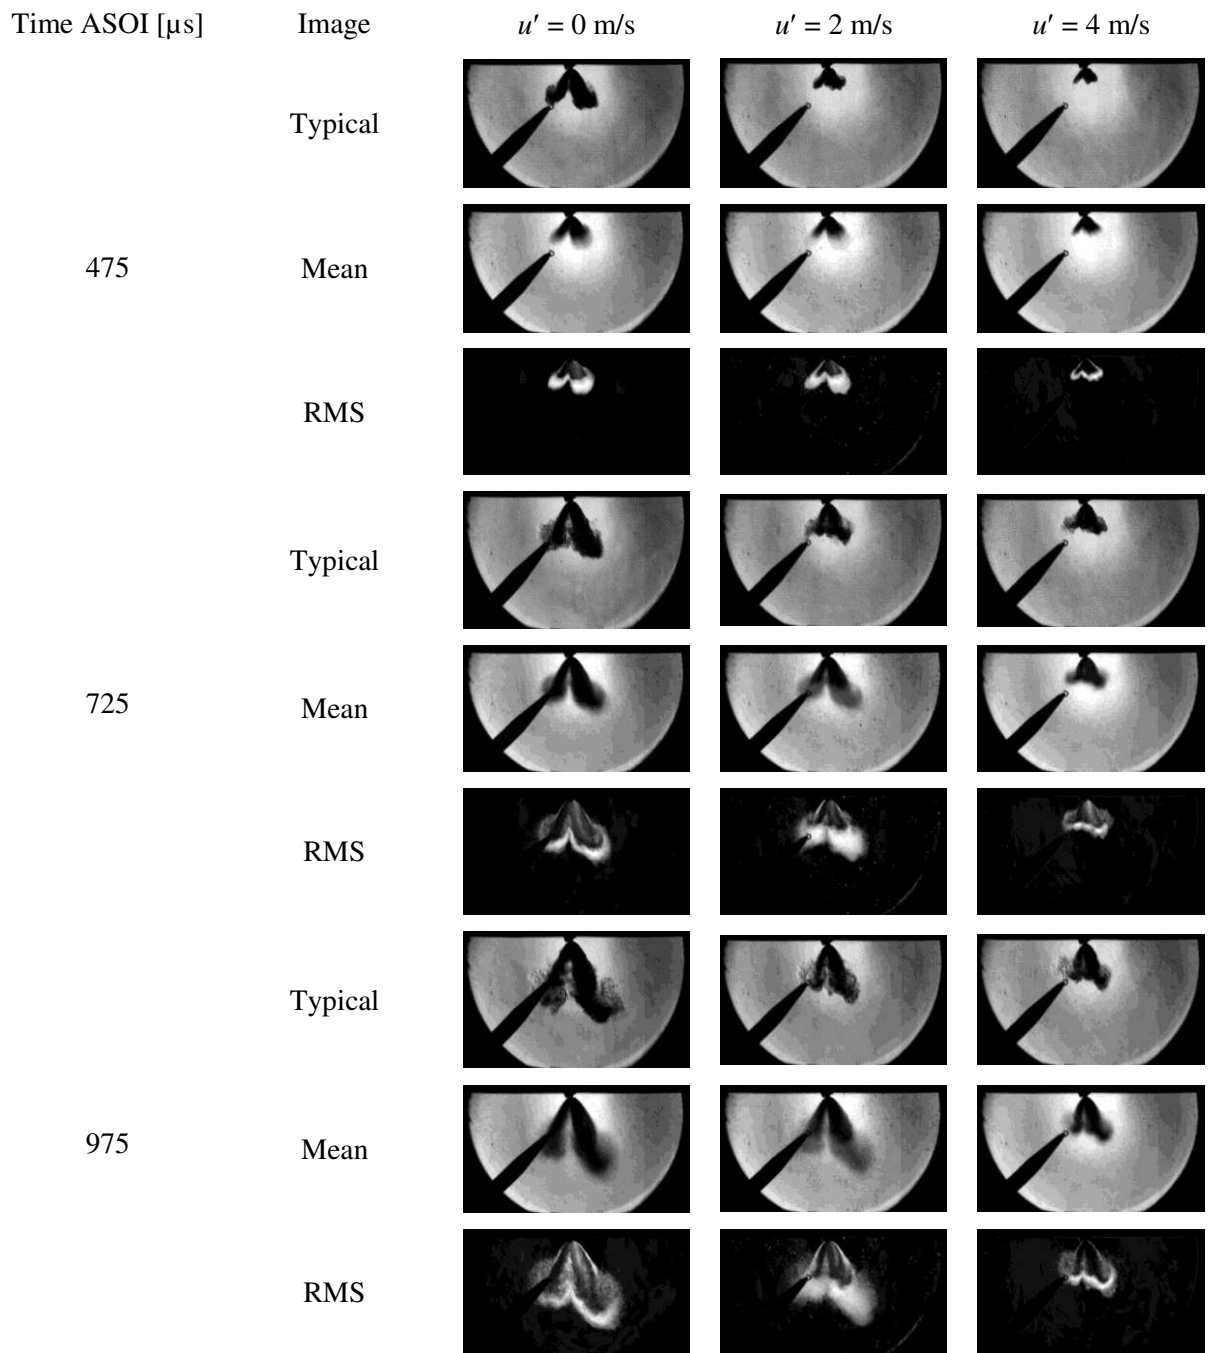 Time ASOI [µs] Image u′ = 0 m/s u′ = 2 m/s u′ = 4 m/s
Typical
475 Mean
RMS
Typical
725 Mean
RMS
Typical
975 Mean
RMS